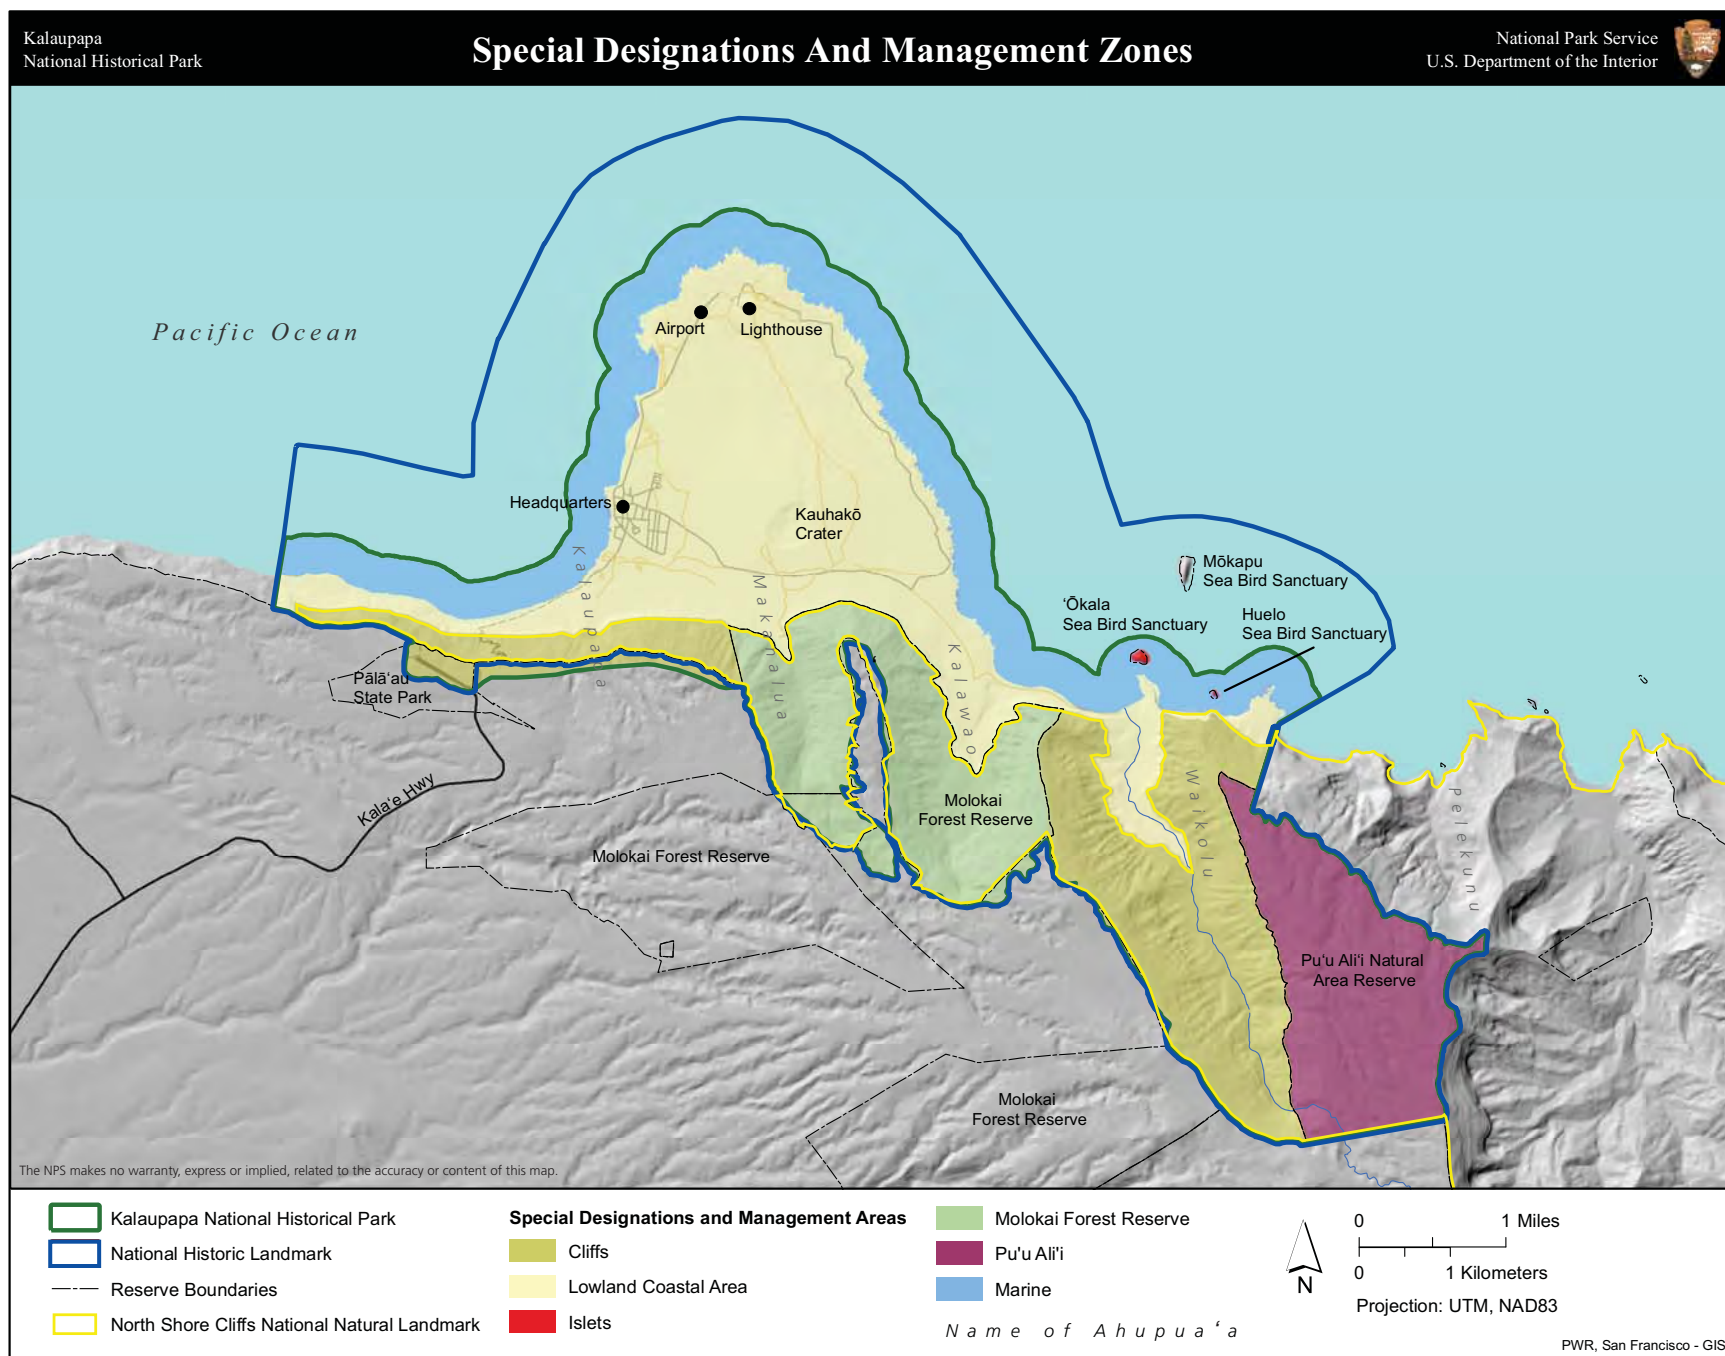 Kalaupapa
National Historical Park
Special Designations And Management Zones
National Park Service
U.S. Department of the Interior
Pacific Ocean
Airport
Lighthouse
Headquarters
Kauhakō
Crater
Mōkapu
Sea Bird Sanctuary
ʻŌkala
Sea Bird Sanctuary
Huelo
Sea Bird Sanctuary
Kalaupapa
Makanalua
Kalawao
Waikolu
Pelekunu
Pālāʻau
State Park
Kalaʻe Hwy
Molokai
Forest Reserve
Molokai Forest Reserve
Puʻu Aliʻi Natural
Area Reserve
Molokai
Forest Reserve
The NPS makes no warranty, express or implied, related to the accuracy or content of this map.
Kalaupapa National Historical Park
National Historic Landmark
Reserve Boundaries
North Shore Cliffs National Natural Landmark
Special Designations and Management Areas
Cliffs
Lowland Coastal Area
Islets
Molokai Forest Reserve
Pu'u Ali'i
Marine
Name of Ahupuaʻa
N
0 1 Miles
0 1 Kilometers
Projection: UTM, NAD83
PWR, San Francisco - GIS